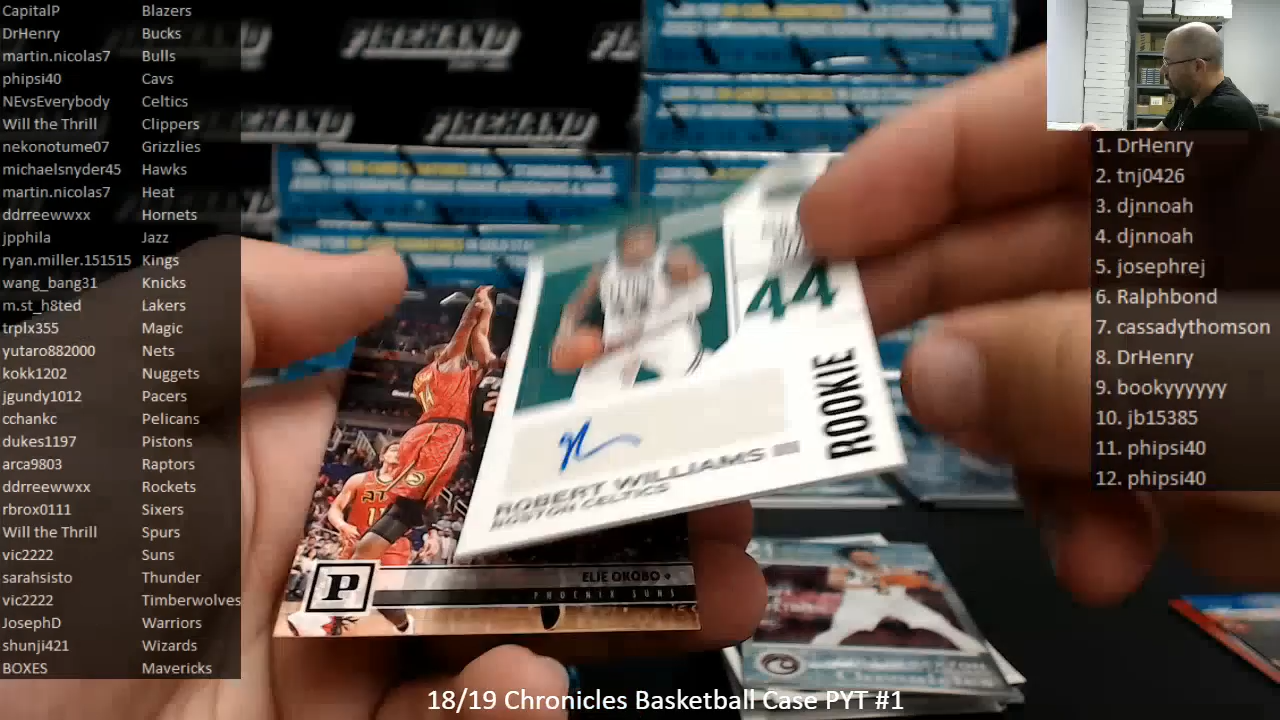 CapitalP Blazers
DrHenry Bucks
martin.nicolas7 Bulls
phipsi40 Cavs
NEvsEverybody Celtics
Will the Thrill Clippers
nekonotume07 Grizzlies
michaelsnyder45 Hawks
martin.nicolas7 Heat
ddrreewwxx Hornets
jpphila Jazz
ryan.miller.151515 Kings
wang_bang31 Knicks
m.st_h8ted Lakers
trplx355 Magic
yutaro882000 Nets
kokk1202 Nuggets
jgundy1012 Pacers
cchankc Pelicans
dukes1197 Pistons
arca9803 Raptors
ddrreewwxx Rockets
rbrox0111 Sixers
Will the Thrill Spurs
vic2222 Suns
sarahsisto Thunder
vic2222 Timberwolves
JosephD Warriors
shunji421 Wizards
BOXES Mavericks
FIREHAND
FIREHAND
FIREHAND
44
ROOKIE
ROBERT WILLIAMS III
BOSTON CELTICS
P
ELIE OKOBO
PHOENIX SUNS
Chronicles
1. DrHenry
2. tnj0426
3. djnnoah
4. djnnoah
5. josephrej
6. Ralphbond
7. cassadythomson
8. DrHenry
9. bookyyyyyy
10. jb15385
11. phipsi40
12. phipsi40
18/19 Chronicles Basketball Case PYT #1